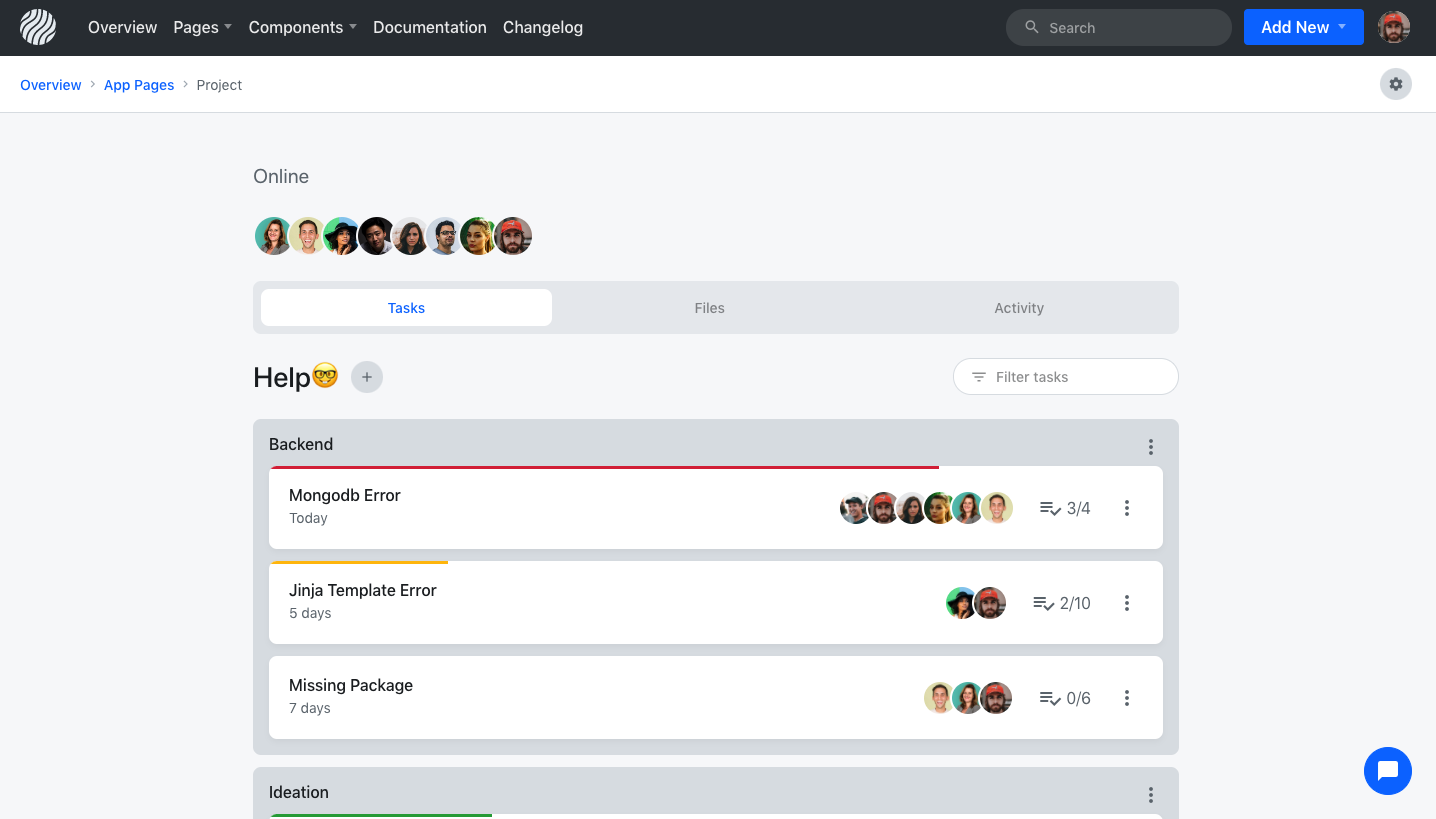 Overview Pages Components Documentation Changelog Search Add New
Overview > App Pages > Project
Online
Tasks Files Activity
Help🤓 + Filter tasks
Backend
Mongodb Error
Today
3/4
Jinja Template Error
5 days
2/10
Missing Package
7 days
0/6
Ideation